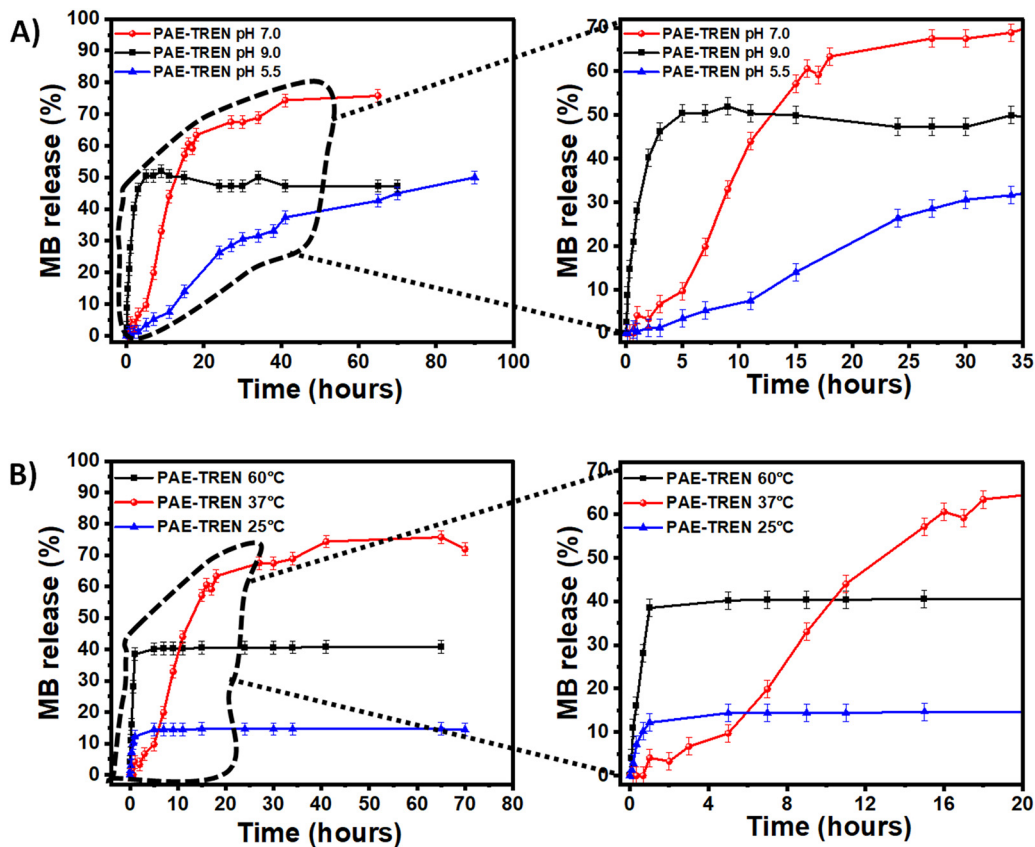 A)
PAE-TREN pH 7.0
PAE-TREN pH 9.0
PAE-TREN pH 5.5
MB release (%)
100
90
80
70
60
50
40
30
20
10
0
0 20 40 60 80 100
Time (hours)
PAE-TREN pH 7.0
PAE-TREN pH 9.0
PAE-TREN pH 5.5
MB release (%)
70
60
50
40
30
20
10
0
0 5 10 15 20 25 30 35
Time (hours)
B)
PAE-TREN 60ºC
PAE-TREN 37ºC
PAE-TREN 25ºC
MB release (%)
100
90
80
70
60
50
40
30
20
10
0
0 10 20 30 40 50 60 70 80
Time (hours)
PAE-TREN 60ºC
PAE-TREN 37ºC
PAE-TREN 25ºC
MB release (%)
70
60
50
40
30
20
10
0
0 4 8 12 16 20
Time (hours)